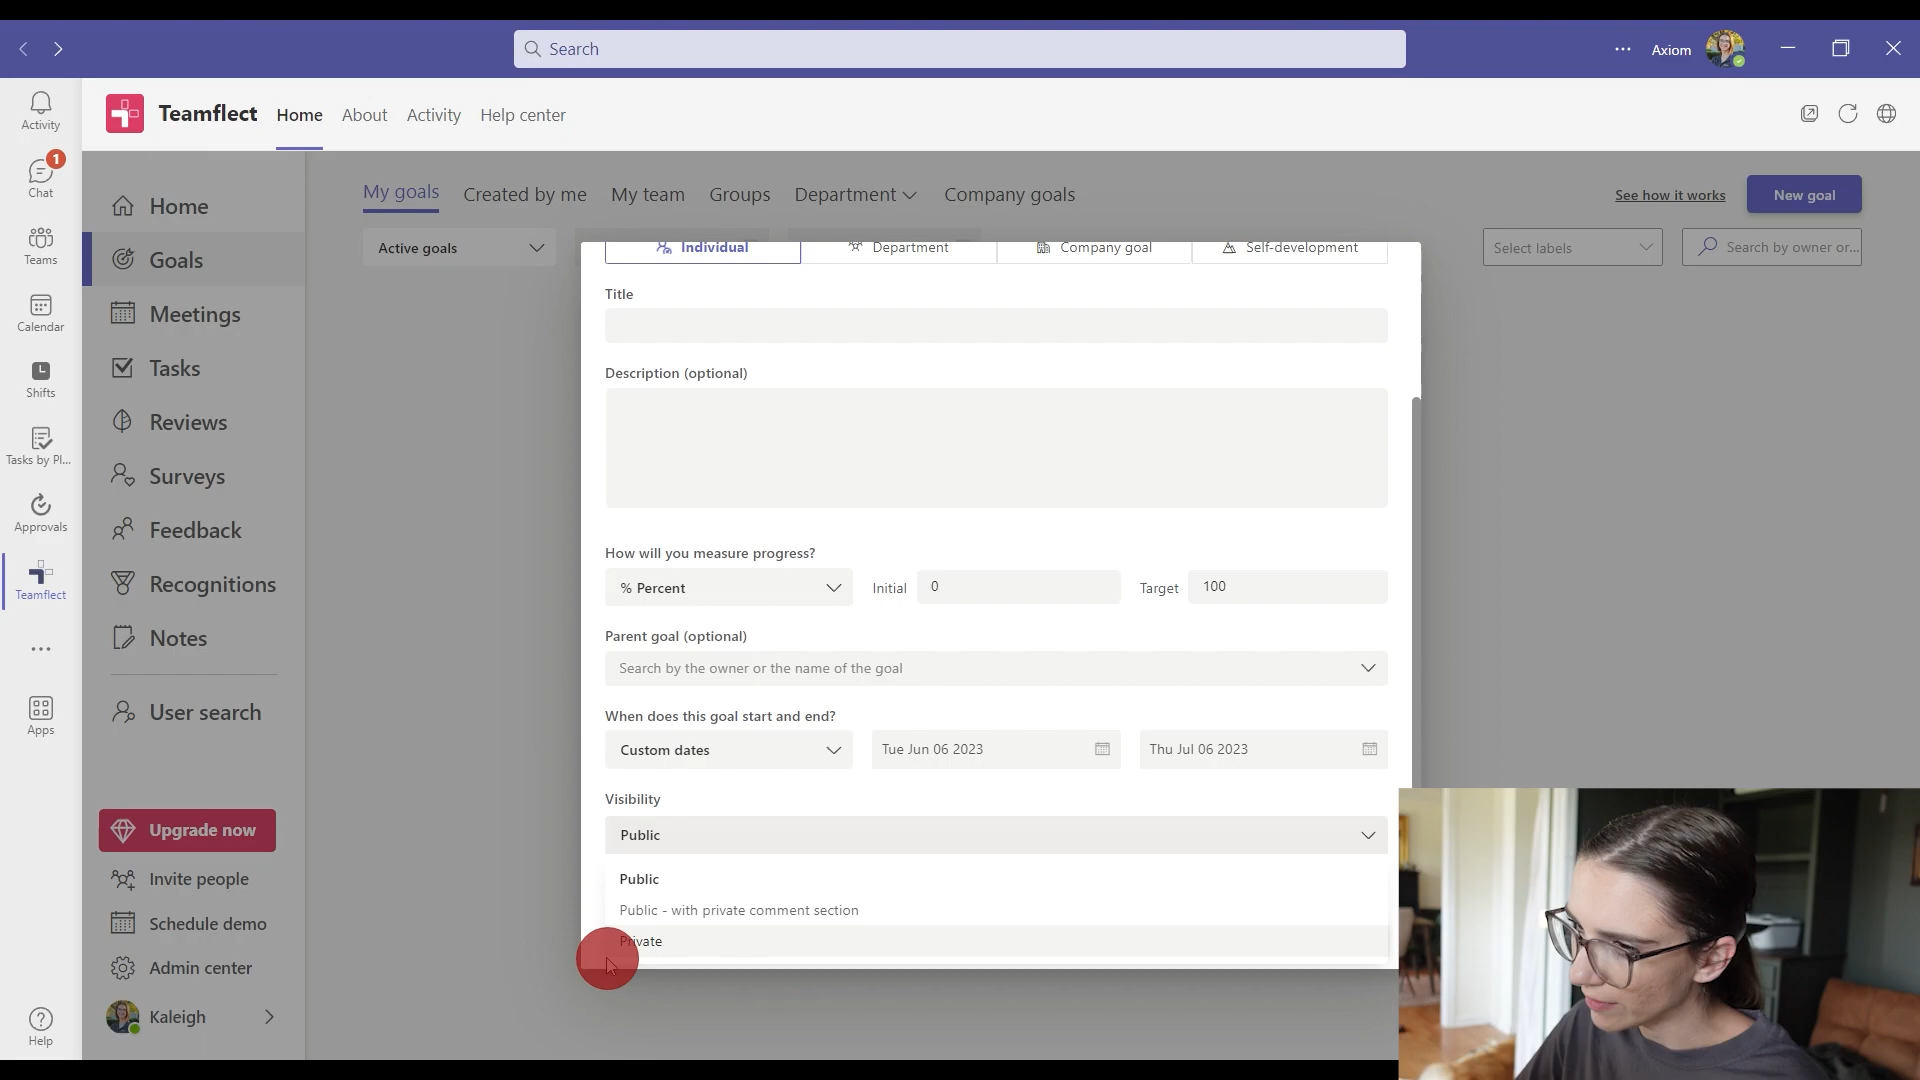 Search
Axiom
Activity
1
Chat
Teams
Calendar
Shifts
Tasks by Pl...
Approvals
Teamflect
Apps
Help
Teamflect
Home
About
Activity
Help center
Home
Goals
Meetings
Tasks
Reviews
Surveys
Feedback
Recognitions
Notes
User search
Upgrade now
Invite people
Schedule demo
Admin center
Kaleigh
My goals
Created by me
My team
Groups
Department
Company goals
See how it works
New goal
Active goals
Select labels
Search by owner or...
Individual
Department
Company goal
Self-development
Title
Description (optional)
How will you measure progress?
% Percent
Initial
0
Target
100
Parent goal (optional)
Search by the owner or the name of the goal
When does this goal start and end?
Custom dates
Tue Jun 06 2023
Thu Jul 06 2023
Visibility
Public
Public
Public - with private comment section
Private